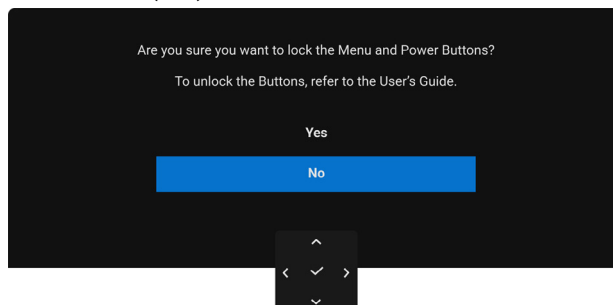 Are you sure you want to lock the Menu and Power Buttons?
To unlock the Buttons, refer to the User's Guide.
Yes
No